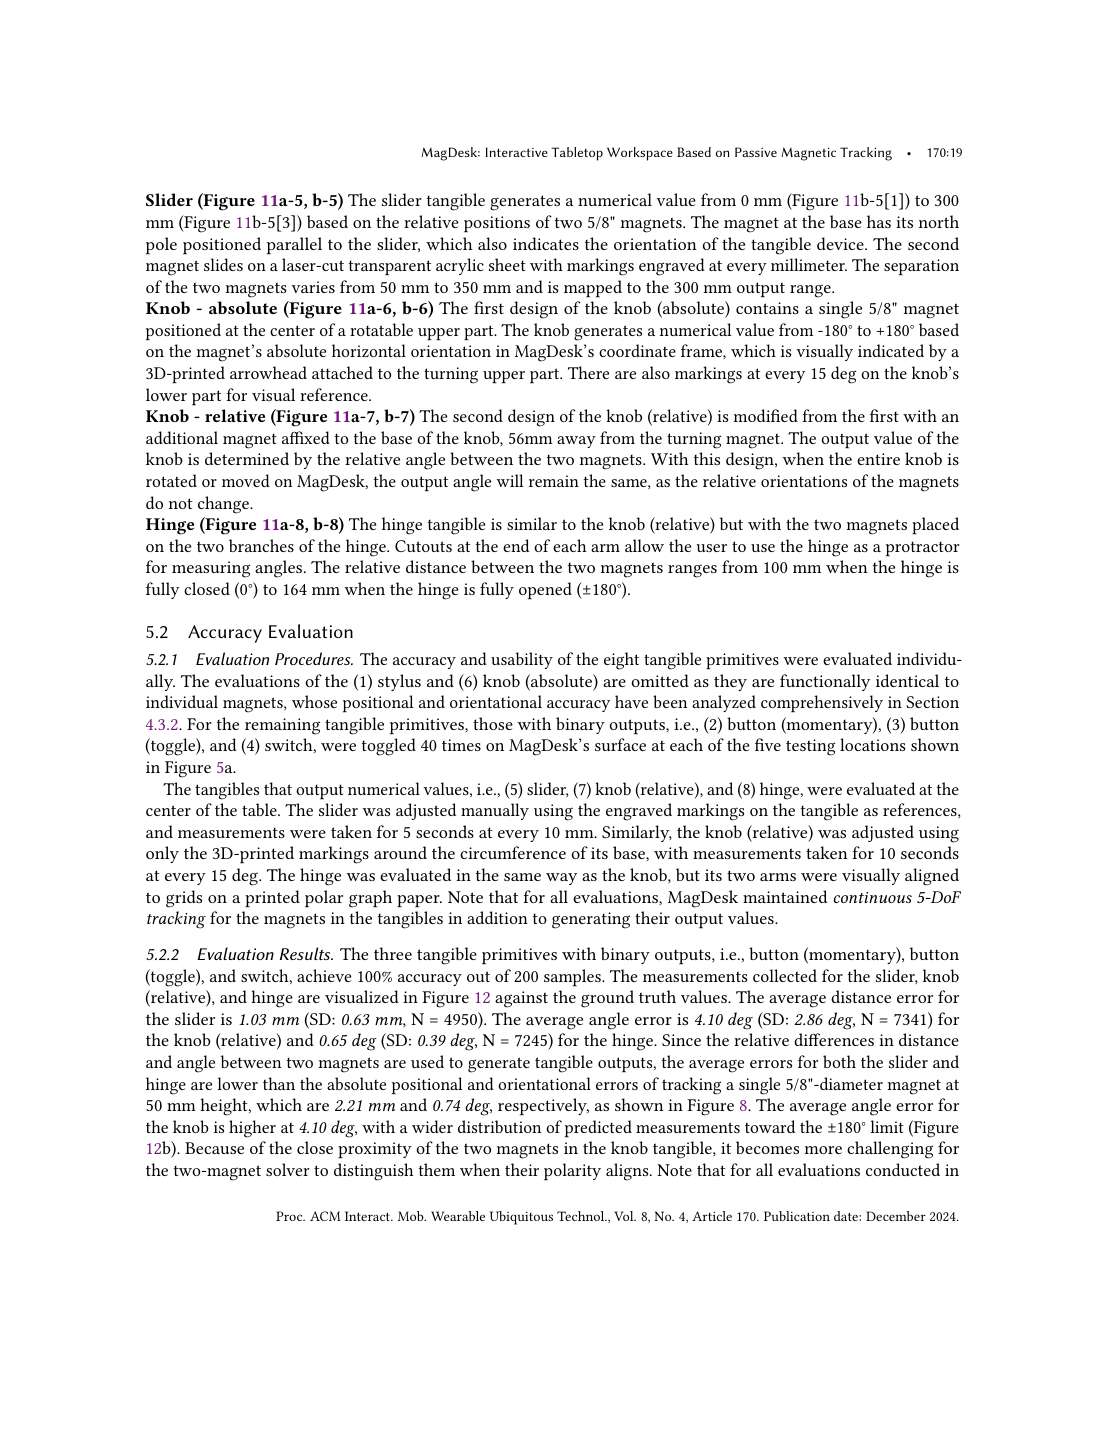 MagDesk: Interactive Tabletop Workspace Based on Passive Magnetic Tracking • 170:19
Slider (Figure 11a-5, b-5) The slider tangible generates a numerical value from 0 mm (Figure 11b-5[1]) to 300
mm (Figure 11b-5[3]) based on the relative positions of two 5/8" magnets. The magnet at the base has its north
pole positioned parallel to the slider, which also indicates the orientation of the tangible device. The second
magnet slides on a laser-cut transparent acrylic sheet with markings engraved at every millimeter. The separation
of the two magnets varies from 50 mm to 350 mm and is mapped to the 300 mm output range.
Knob - absolute (Figure 11a-6, b-6) The first design of the knob (absolute) contains a single 5/8" magnet
positioned at the center of a rotatable upper part. The knob generates a numerical value from -180° to +180° based
on the magnet's absolute horizontal orientation in MagDesk's coordinate frame, which is visually indicated by a
3D-printed arrowhead attached to the turning upper part. There are also markings at every 15 deg on the knob's
lower part for visual reference.
Knob - relative (Figure 11a-7, b-7) The second design of the knob (relative) is modified from the first with an
additional magnet affixed to the base of the knob, 56mm away from the turning magnet. The output value of the
knob is determined by the relative angle between the two magnets. With this design, when the entire knob is
rotated or moved on MagDesk, the output angle will remain the same, as the relative orientations of the magnets
do not change.
Hinge (Figure 11a-8, b-8) The hinge tangible is similar to the knob (relative) but with the two magnets placed
on the two branches of the hinge. Cutouts at the end of each arm allow the user to use the hinge as a protractor
for measuring angles. The relative distance between the two magnets ranges from 100 mm when the hinge is
fully closed (0°) to 164 mm when the hinge is fully opened (±180°).
5.2 Accuracy Evaluation
5.2.1 Evaluation Procedures. The accuracy and usability of the eight tangible primitives were evaluated individu-
ally. The evaluations of the (1) stylus and (6) knob (absolute) are omitted as they are functionally identical to
individual magnets, whose positional and orientational accuracy have been analyzed comprehensively in Section
4.3.2. For the remaining tangible primitives, those with binary outputs, i.e., (2) button (momentary), (3) button
(toggle), and (4) switch, were toggled 40 times on MagDesk's surface at each of the five testing locations shown
in Figure 5a.
The tangibles that output numerical values, i.e., (5) slider, (7) knob (relative), and (8) hinge, were evaluated at the
center of the table. The slider was adjusted manually using the engraved markings on the tangible as references,
and measurements were taken for 5 seconds at every 10 mm. Similarly, the knob (relative) was adjusted using
only the 3D-printed markings around the circumference of its base, with measurements taken for 10 seconds
at every 15 deg. The hinge was evaluated in the same way as the knob, but its two arms were visually aligned
to grids on a printed polar graph paper. Note that for all evaluations, MagDesk maintained continuous 5-DoF
tracking for the magnets in the tangibles in addition to generating their output values.
5.2.2 Evaluation Results. The three tangible primitives with binary outputs, i.e., button (momentary), button
(toggle), and switch, achieve 100% accuracy out of 200 samples. The measurements collected for the slider, knob
(relative), and hinge are visualized in Figure 12 against the ground truth values. The average distance error for
the slider is 1.03 mm (SD: 0.63 mm, N = 4950). The average angle error is 4.10 deg (SD: 2.86 deg, N = 7341) for
the knob (relative) and 0.65 deg (SD: 0.39 deg, N = 7245) for the hinge. Since the relative differences in distance
and angle between two magnets are used to generate tangible outputs, the average errors for both the slider and
hinge are lower than the absolute positional and orientational errors of tracking a single 5/8"-diameter magnet at
50 mm height, which are 2.21 mm and 0.74 deg, respectively, as shown in Figure 8. The average angle error for
the knob is higher at 4.10 deg, with a wider distribution of predicted measurements toward the ±180° limit (Figure
12b). Because of the close proximity of the two magnets in the knob tangible, it becomes more challenging for
the two-magnet solver to distinguish them when their polarity aligns. Note that for all evaluations conducted in
Proc. ACM Interact. Mob. Wearable Ubiquitous Technol., Vol. 8, No. 4, Article 170. Publication date: December 2024.